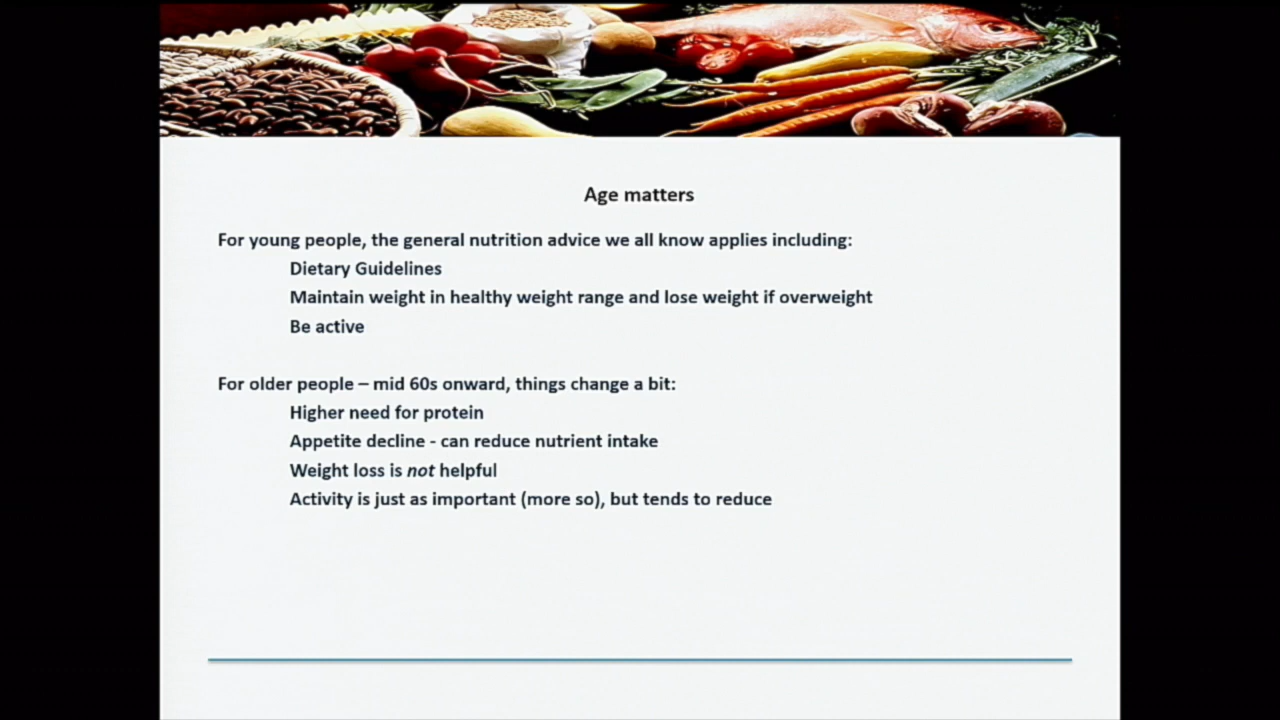 Age matters
For young people, the general nutrition advice we all know applies including:
Dietary Guidelines
Maintain weight in healthy weight range and lose weight if overweight
Be active
For older people – mid 60s onward, things change a bit:
Higher need for protein
Appetite decline - can reduce nutrient intake
Weight loss is not helpful
Activity is just as important (more so), but tends to reduce